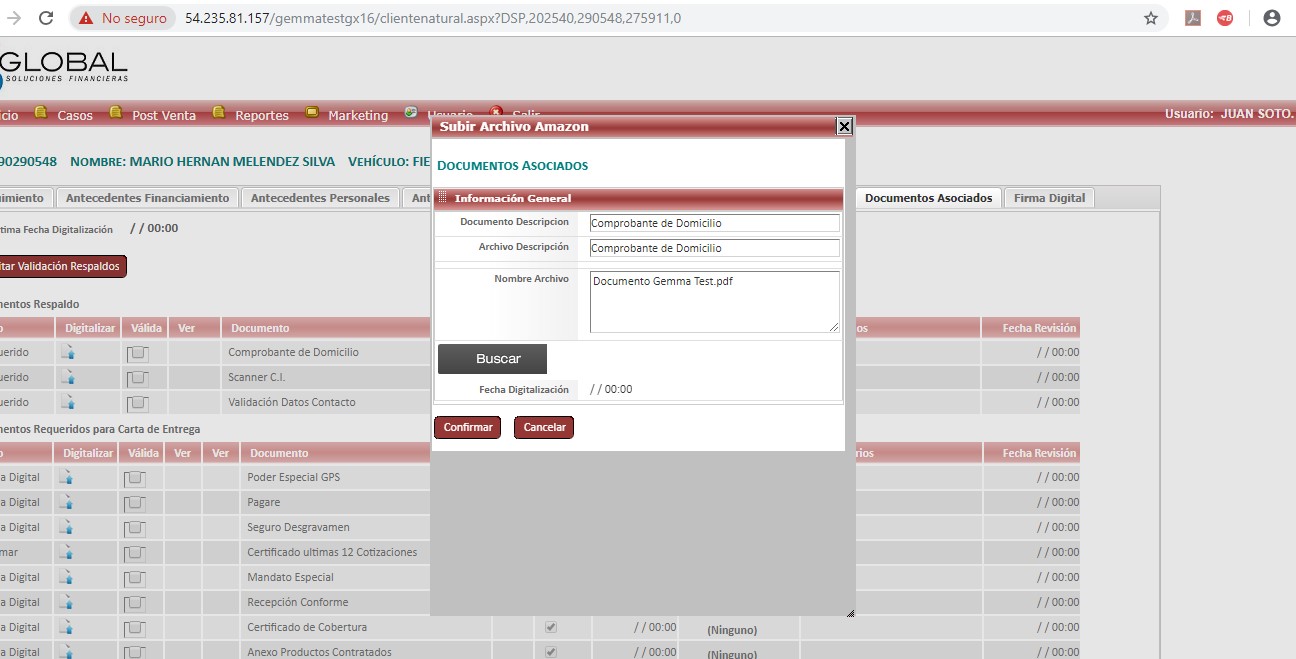 No seguro
54.235.81.157/gemmatestgx16/clientenatural.aspx?DSP,202540,290548,275911,0
GLOBAL
SOLUCIONES FINANCIERAS
cio Casos Post Venta Reportes Marketing Usuario Salir
Usuario: JUAN SOTO.
90290548 NOMBRE: MARIO HERNAN MELENDEZ SILVA VEHÍCULO: FIE
imiento Antecedentes Financiamiento Antecedentes Personales Ant Documentos Asociados Firma Digital
tima Fecha Digitalización / / 00:00
itar Validación Respaldos
mentos Respaldo
o Digitalizar Válida Ver Documento os Fecha Revisión
uerido Comprobante de Domicilio / / 00:00
uerido Scanner C.I. / / 00:00
uerido Validación Datos Contacto / / 00:00
mentos Requeridos para Carta de Entrega
o Digitalizar Válida Ver Ver Documento rios Fecha Revisión
a Digital Poder Especial GPS / / 00:00
a Digital Pagare / / 00:00
a Digital Seguro Desgravamen / / 00:00
mar Certificado ultimas 12 Cotizaciones / / 00:00
a Digital Mandato Especial / / 00:00
a Digital Recepción Conforme / / 00:00
a Digital Certificado de Cobertura / / 00:00 (Ninguno) / / 00:00
a Digital Anexo Productos Contratados / / 00:00 (Ninguno) / / 00:00
Subir Archivo Amazon
DOCUMENTOS ASOCIADOS
Información General
Documento Descripcion Comprobante de Domicilio
Archivo Descripción Comprobante de Domicilio
Nombre Archivo Documento Gemma Test.pdf
Buscar
Fecha Digitalización / / 00:00
Confirmar Cancelar